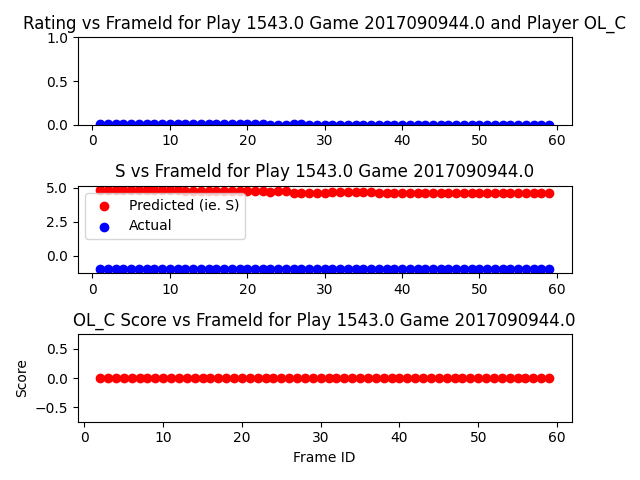 Rating vs FrameId for Play 1543.0 Game 2017090944.0 and Player OL_C
1.0
0.5
0.0
0 10 20 30 40 50 60
S vs FrameId for Play 1543.0 Game 2017090944.0
5.0
2.5
0.0
Predicted (ie. S)
Actual
0 10 20 30 40 50 60
OL_C Score vs FrameId for Play 1543.0 Game 2017090944.0
Score
0.5
0.0
−0.5
0 10 20 30 40 50 60
Frame ID